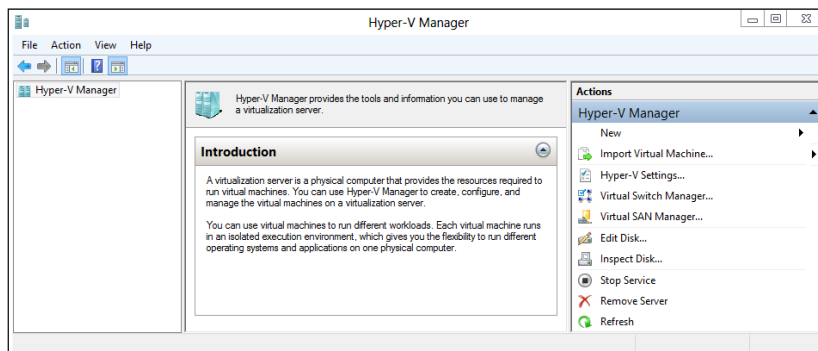 Hyper-V Manager
File Action View Help
Hyper-V Manager
Hyper-V Manager provides the tools and information you can use to manage
a virtualization server.
Introduction
A virtualization server is a physical computer that provides the resources required to
run virtual machines. You can use Hyper-V Manager to create, configure, and
manage the virtual machines on a virtualization server.
You can use virtual machines to run different workloads. Each virtual machine runs
in an isolated execution environment, which gives you the flexibility to run different
operating systems and applications on one physical computer.
Actions
Hyper-V Manager
New
Import Virtual Machine...
Hyper-V Settings...
Virtual Switch Manager...
Virtual SAN Manager...
Edit Disk...
Inspect Disk...
Stop Service
Remove Server
Refresh